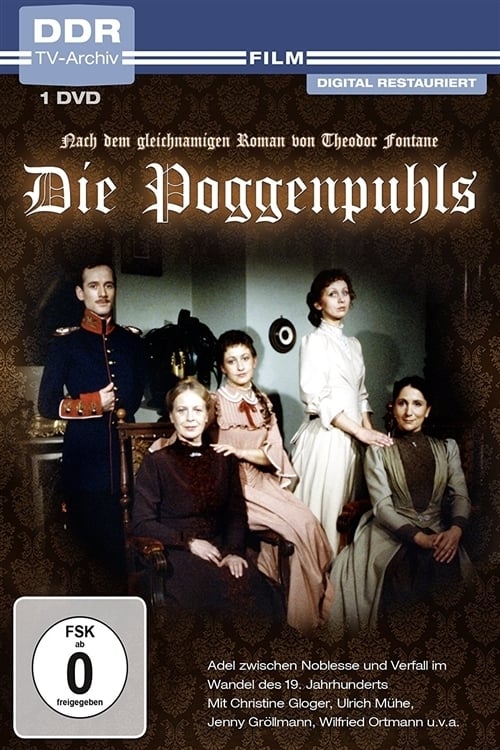 DDR
TV-Archiv
FILM
DIGITAL RESTAURIERT
1 DVD
Nach dem gleichnamigen Roman von Theodor Fontane
Die Poggenpuhls
FSK
ab
0
freigegeben
Adel zwischen Noblesse und Verfall im
Wandel des 19. Jahrhunderts
Mit Christine Gloger, Ulrich Mühe,
Jenny Gröllmann, Wilfried Ortmann u.v.a.